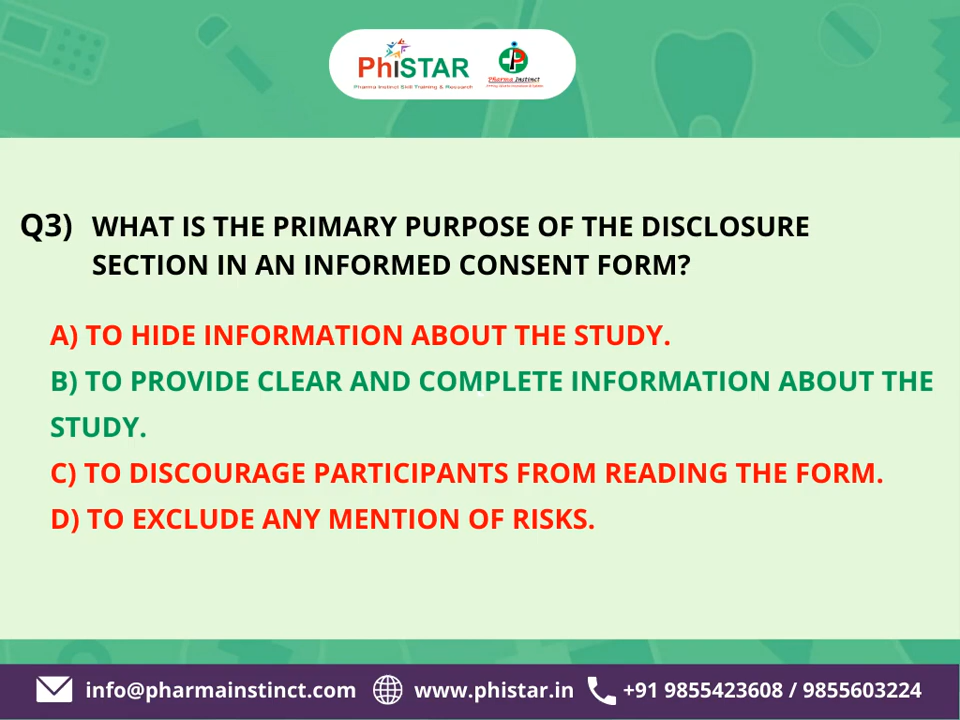 PhiSTAR
Pharma Instinct Skill Training & Research
Pharma Instinct
Q3) WHAT IS THE PRIMARY PURPOSE OF THE DISCLOSURE
SECTION IN AN INFORMED CONSENT FORM?
A) TO HIDE INFORMATION ABOUT THE STUDY.
B) TO PROVIDE CLEAR AND COMPLETE INFORMATION ABOUT THE
STUDY.
C) TO DISCOURAGE PARTICIPANTS FROM READING THE FORM.
D) TO EXCLUDE ANY MENTION OF RISKS.
info@pharmainstinct.com www.phistar.in +91 9855423608 / 9855603224